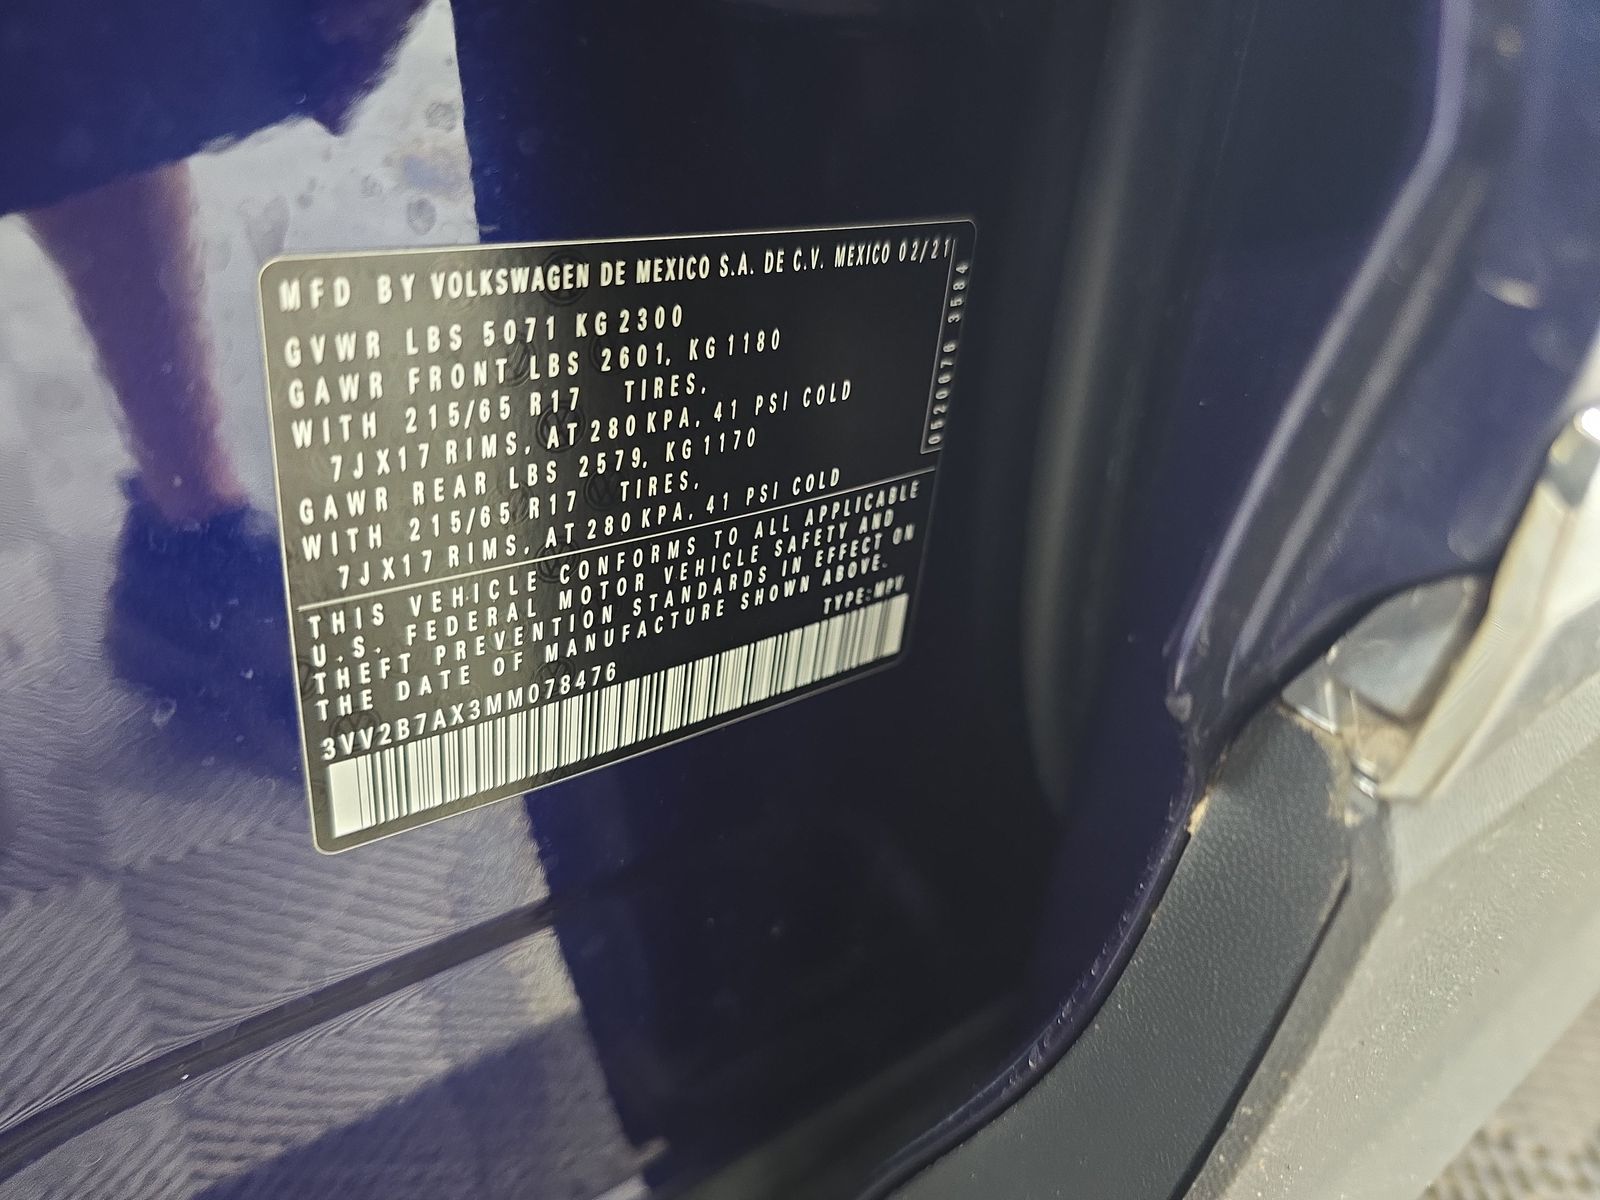 MFD BY VOLKSWAGEN DE MEXICO S.A. DE C.V. MEXICO 02/21
GVWR LBS 5071 KG 2300
GAWR FRONT LBS 2601, KG 1180
WITH 215/65 R17 TIRES,
7JX17 RIMS, AT 280 KPA, 41 PSI COLD
GAWR REAR LBS 2579, KG 1170
WITH 215/65 R17 TIRES,
7JX17 RIMS, AT 280 KPA, 41 PSI COLD
0520676 3584
THIS VEHICLE CONFORMS TO ALL APPLICABLE
U.S. FEDERAL MOTOR VEHICLE SAFETY AND
THEFT PREVENTION STANDARDS IN EFFECT ON
THE DATE OF MANUFACTURE SHOWN ABOVE.
3VV2B7AX3MM078476 TYPE:MPV